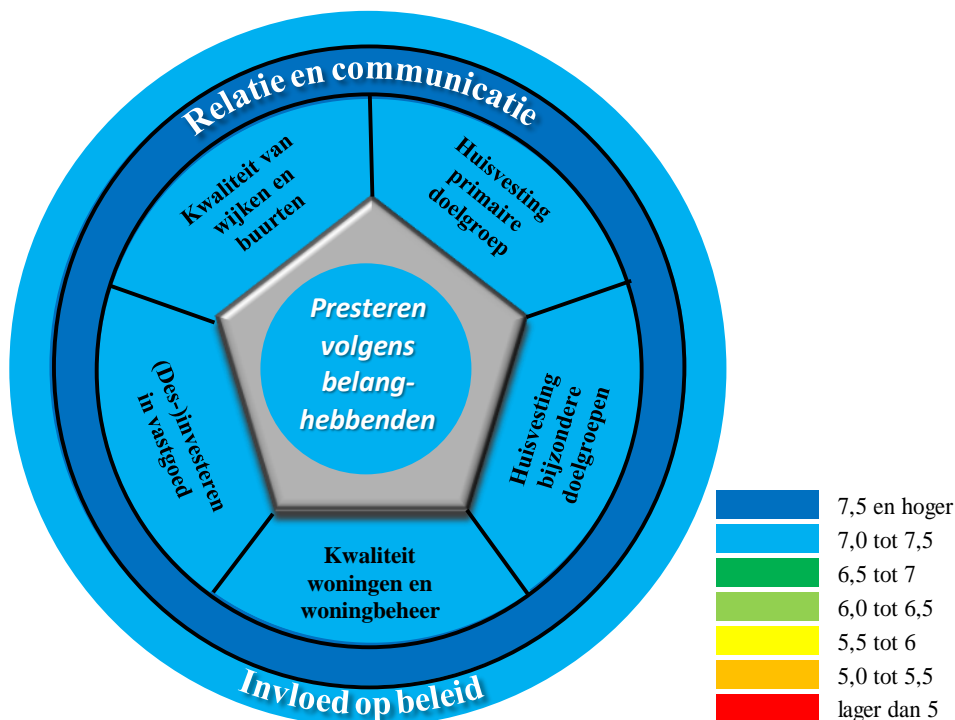 Relatie en communicatie
Kwaliteit van
wijken en
buurten
Huisvesting
primaire
doelgroep
Presteren
volgens
belang-
hebbenden
(Des-)investeren
in vastgoed
Huisvesting
bijzondere
doelgroepen
Kwaliteit
woningen en
woningbeheer
Invloed op beleid
7,5 en hoger
7,0 tot 7,5
6,5 tot 7
6,0 tot 6,5
5,5 tot 6
5,0 tot 5,5
lager dan 5